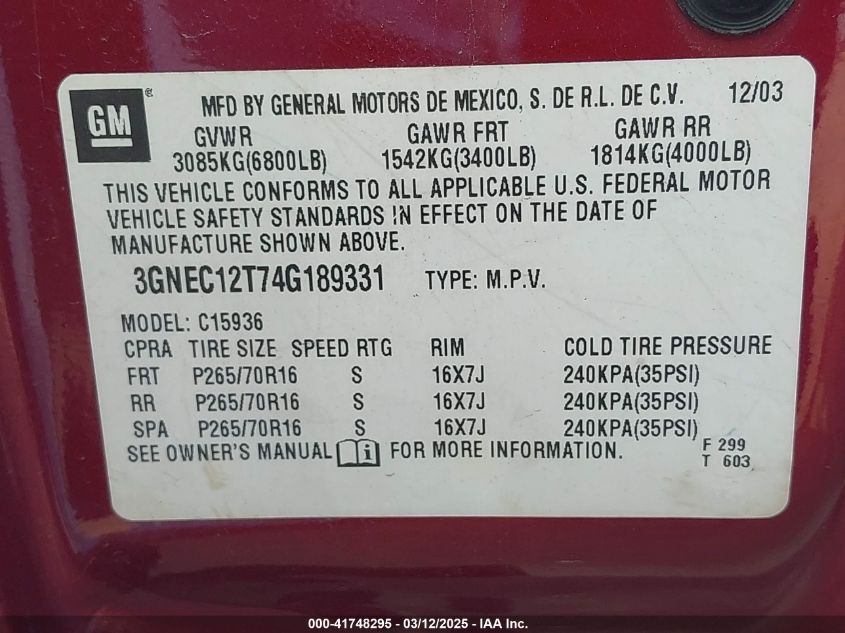 GM ® MFD BY GENERAL MOTORS DE MEXICO, S. DE R.L. DE C.V. 12/03
GVWR GAWR FRT GAWR RR
3085KG(6800LB) 1542KG(3400LB) 1814KG(4000LB)
THIS VEHICLE CONFORMS TO ALL APPLICABLE U.S. FEDERAL MOTOR
VEHICLE SAFETY STANDARDS IN EFFECT ON THE DATE OF
MANUFACTURE SHOWN ABOVE.
3GNEC12T74G189331 TYPE: M.P.V.
MODEL: C15936
CPRA TIRE SIZE SPEED RTG RIM COLD TIRE PRESSURE
FRT P265/70R16 S 16X7J 240KPA(35PSI)
RR P265/70R16 S 16X7J 240KPA(35PSI)
SPA P265/70R16 S 16X7J 240KPA(35PSI)
SEE OWNER'S MANUAL i FOR MORE INFORMATION. F 299
T 603
000-41748295 - 03/12/2025 - IAA, Inc.